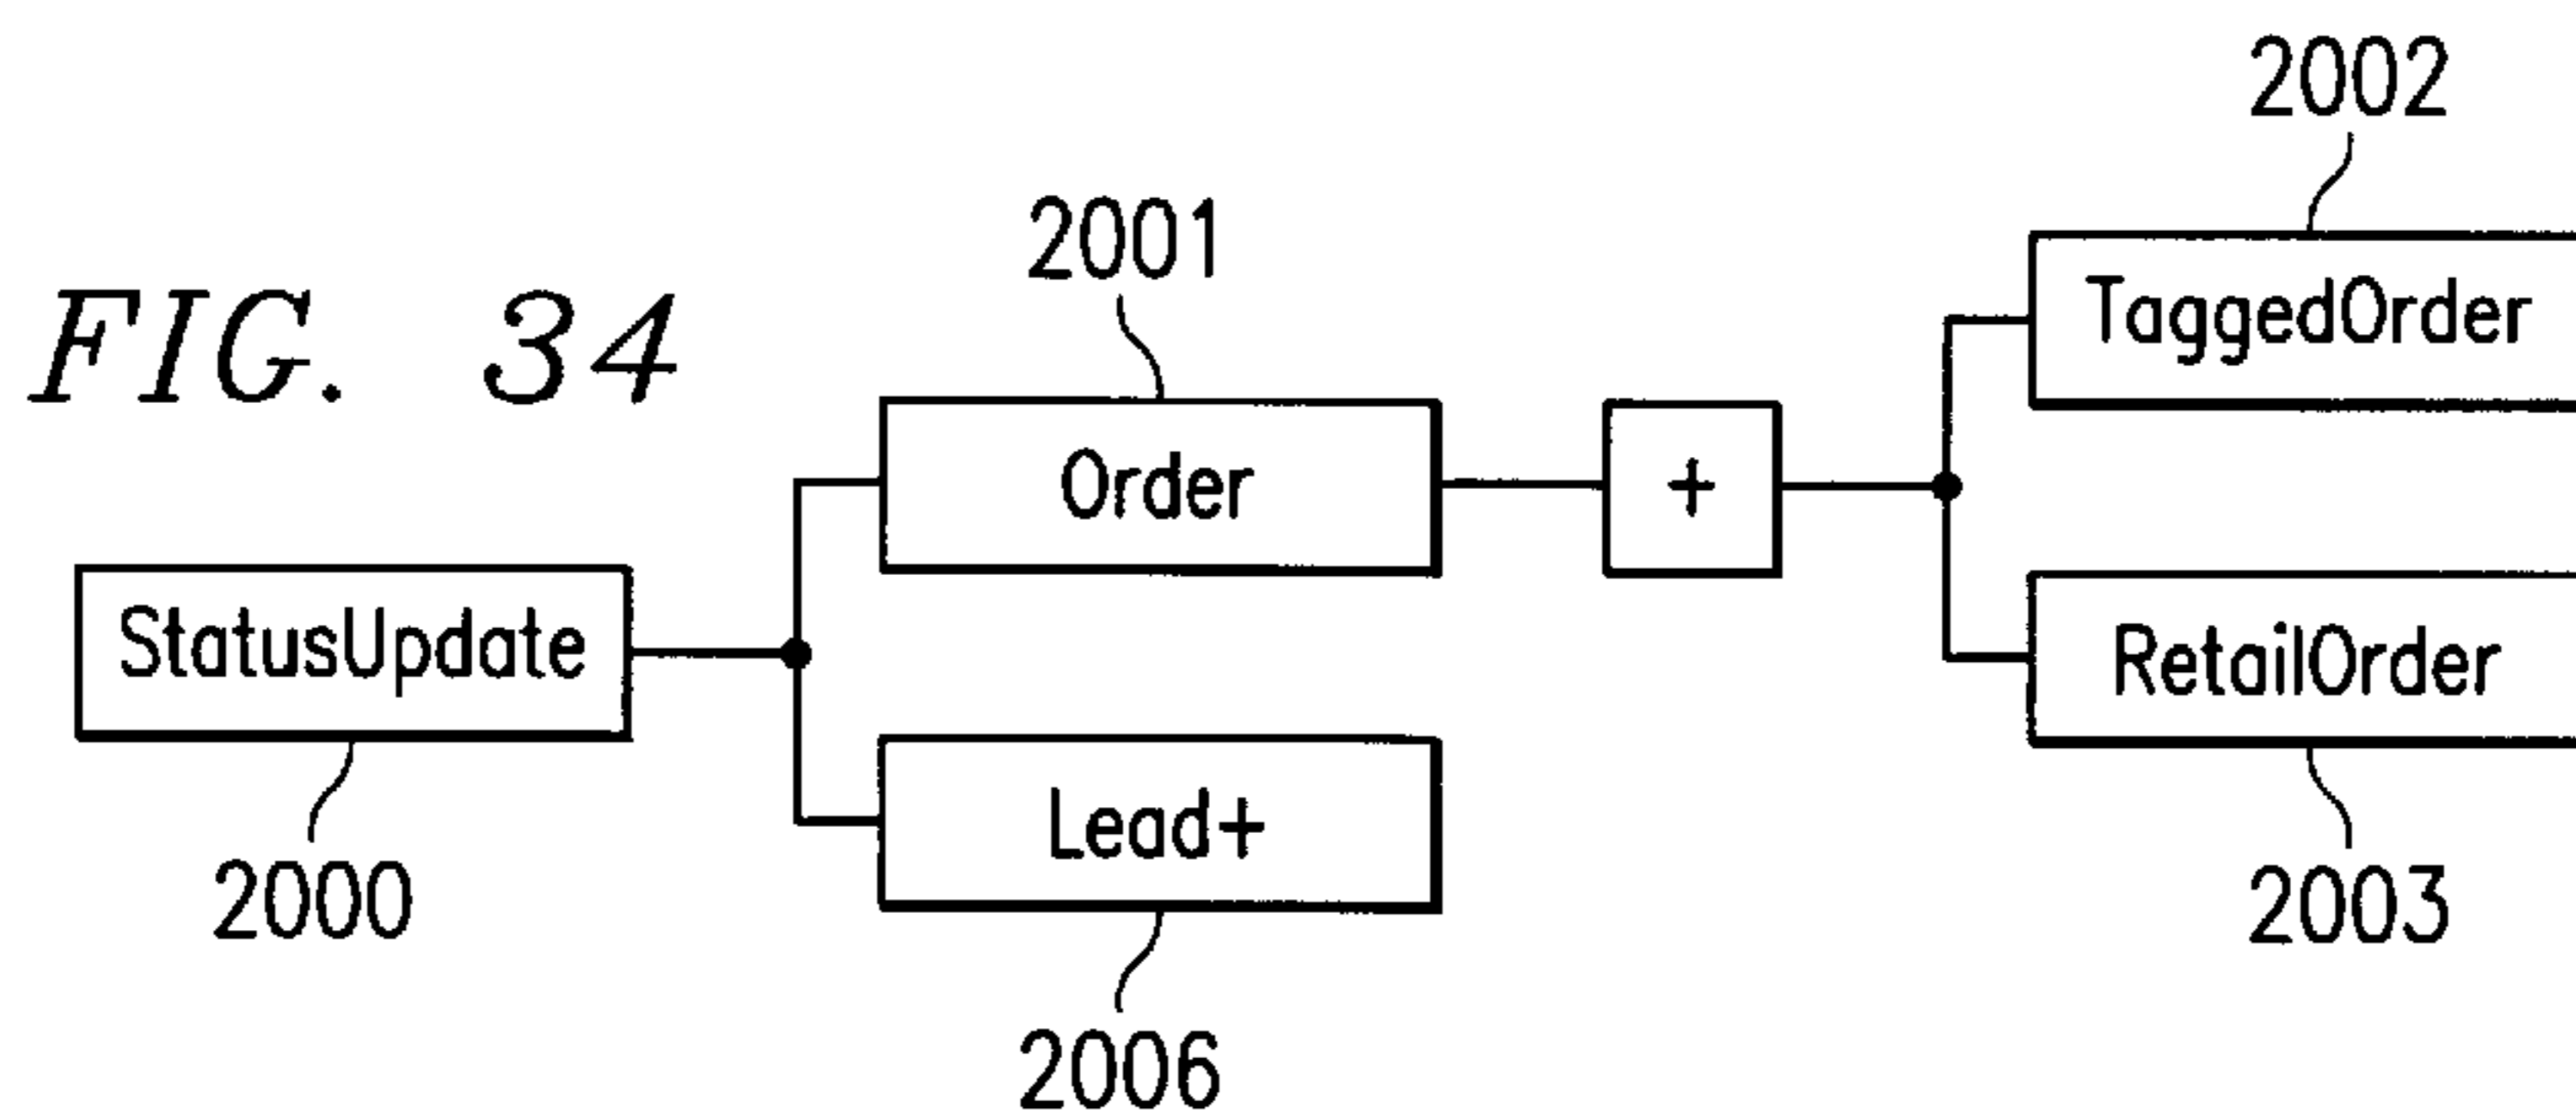 2002
2001
TaggedOrder
FIG. 34
Order
+
StatusUpdate
RetailOrder
Lead+
2000
2003
2006